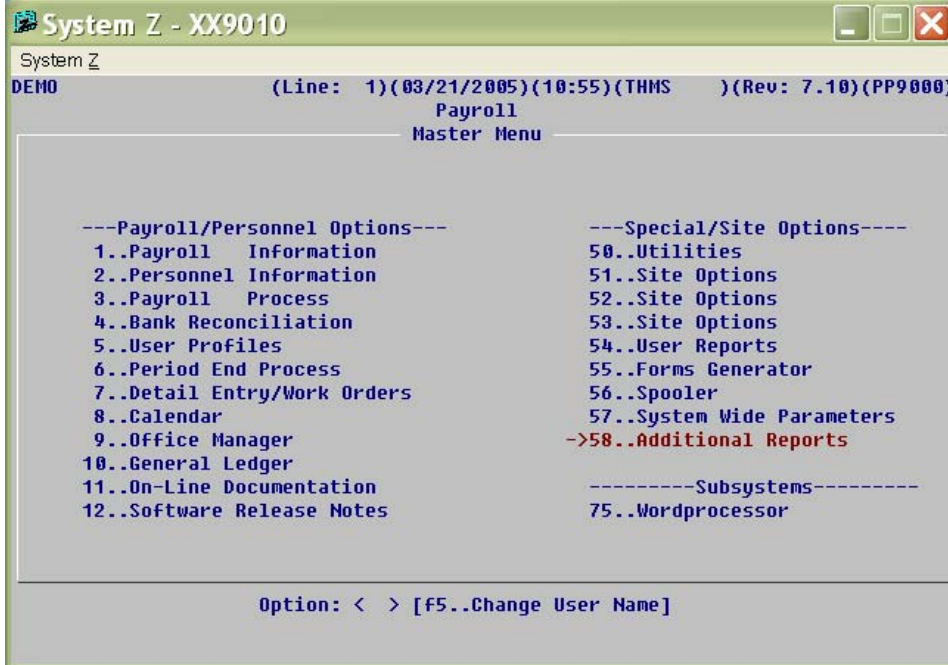 System Z - XX9010
System Z
DEMO (Line: 1)(03/21/2005)(10:55)(THMS )(Rev: 7.10)(PP9000)
Payroll
Master Menu
---Payroll/Personnel Options---
1..Payroll Information
2..Personnel Information
3..Payroll Process
4..Bank Reconciliation
5..User Profiles
6..Period End Process
7..Detail Entry/Work Orders
8..Calendar
9..Office Manager
10..General Ledger
11..On-Line Documentation
12..Software Release Notes
---Special/Site Options----
50..Utilities
51..Site Options
52..Site Options
53..Site Options
54..User Reports
55..Forms Generator
56..Spooler
57..System Wide Parameters
->58..Additional Reports
---------Subsystems---------
75..Wordprocessor
Option: < > [f5..Change User Name]